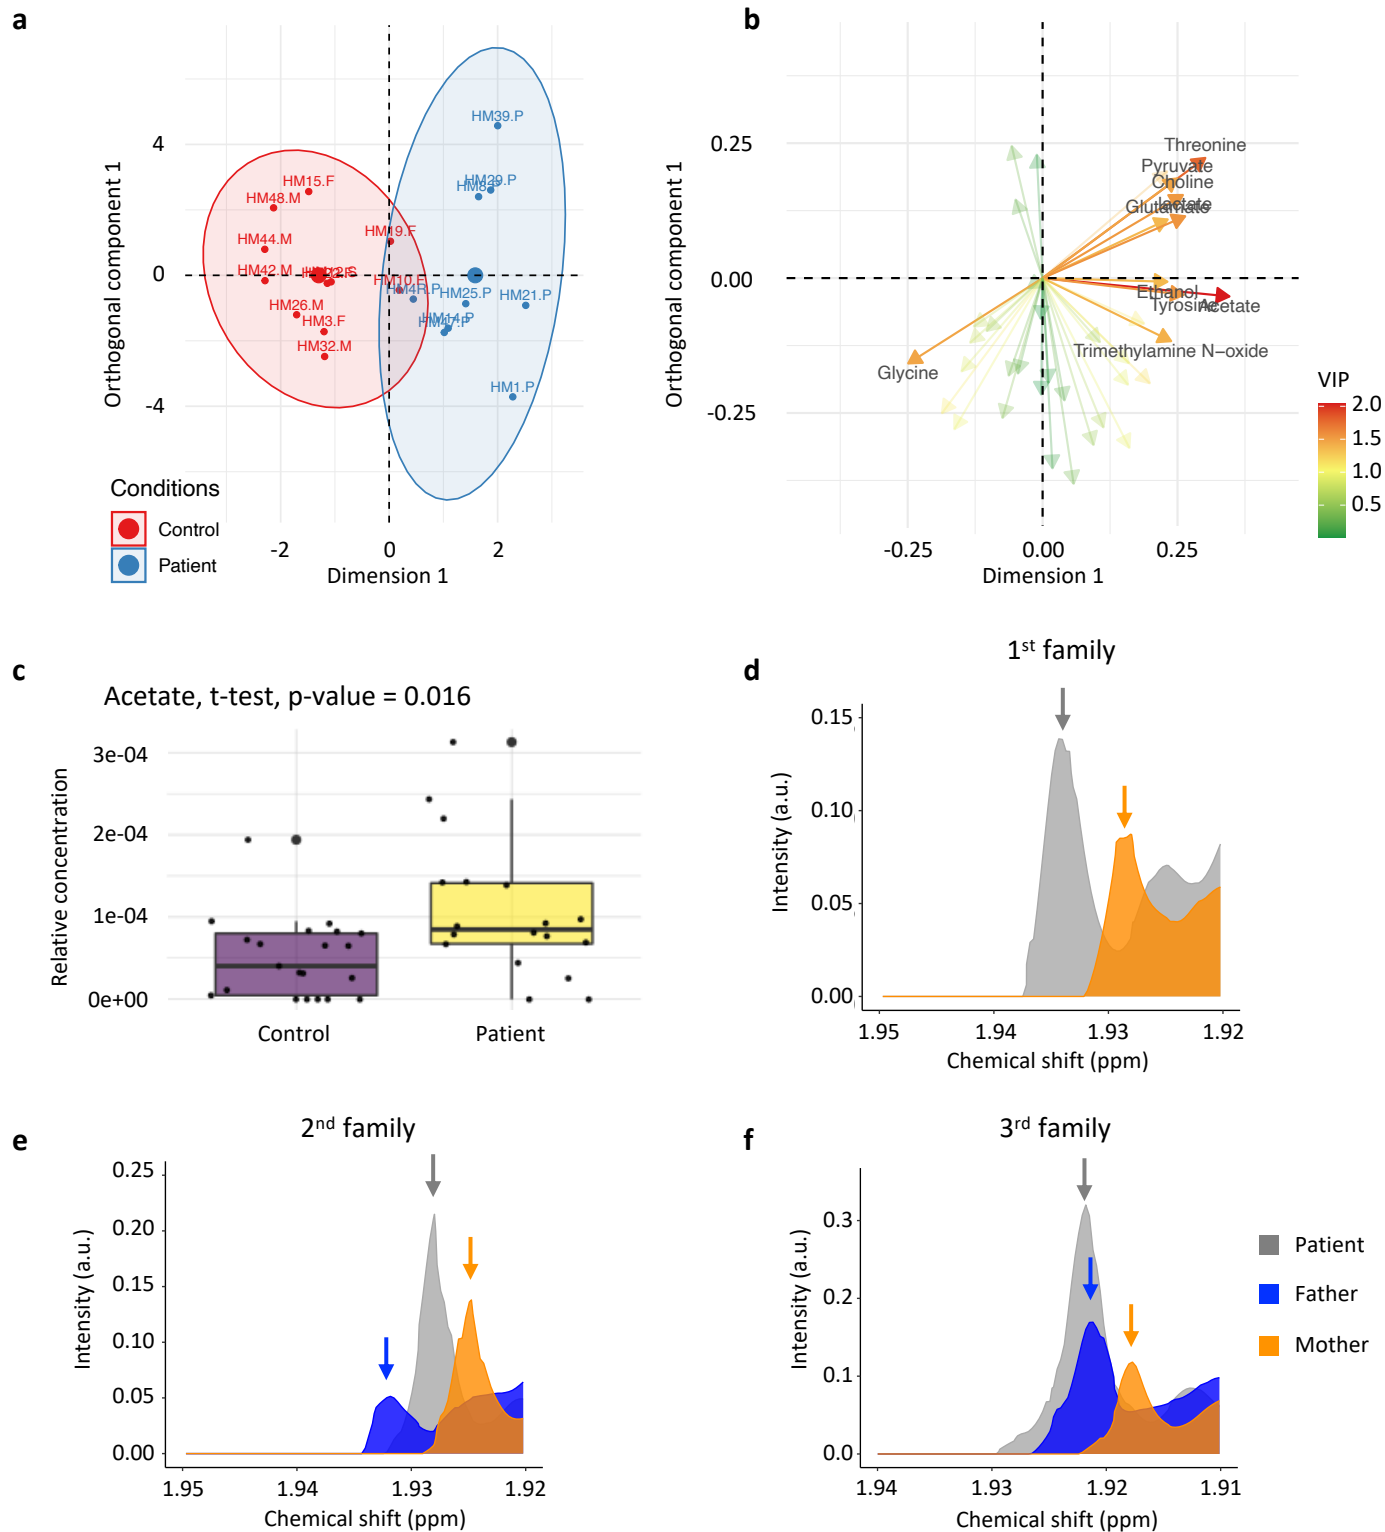 a
Orthogonal component 1
4
0
-4
HM39.P
HM29.P
HM8.P
HM15.F
HM48.M
HM19.F
HM44.M
HM42.M
HM10.F
HM4R.P
HM25.P
HM21.P
HM26.M
HM3.F
HM14.P
HM47.P
HM32.M
HM1.P
Conditions
Control
Patient
-2
0
2
Dimension 1
b
Orthogonal component 1
0.25
0.00
-0.25
Threonine
Pyruvate
Choline
lactate
Glutamate
Ethanol
Tyrosine
Acetate
Trimethylamine N−oxide
Glycine
-0.25
0.00
0.25
Dimension 1
VIP
2.0
1.5
1.0
0.5
c
Acetate, t-test, p-value = 0.016
Relative concentration
3e-04
2e-04
1e-04
0e+00
Control
Patient
d
1st family
Intensity (a.u.)
0.15
0.10
0.05
0.00
1.95
1.94
1.93
1.92
Chemical shift (ppm)
e
2nd family
Intensity (a.u.)
0.25
0.20
0.15
0.10
0.05
0.00
1.95
1.94
1.93
1.92
Chemical shift (ppm)
f
3rd family
Intensity (a.u.)
0.3
0.2
0.1
0.0
1.94
1.93
1.92
1.91
Chemical shift (ppm)
Patient
Father
Mother